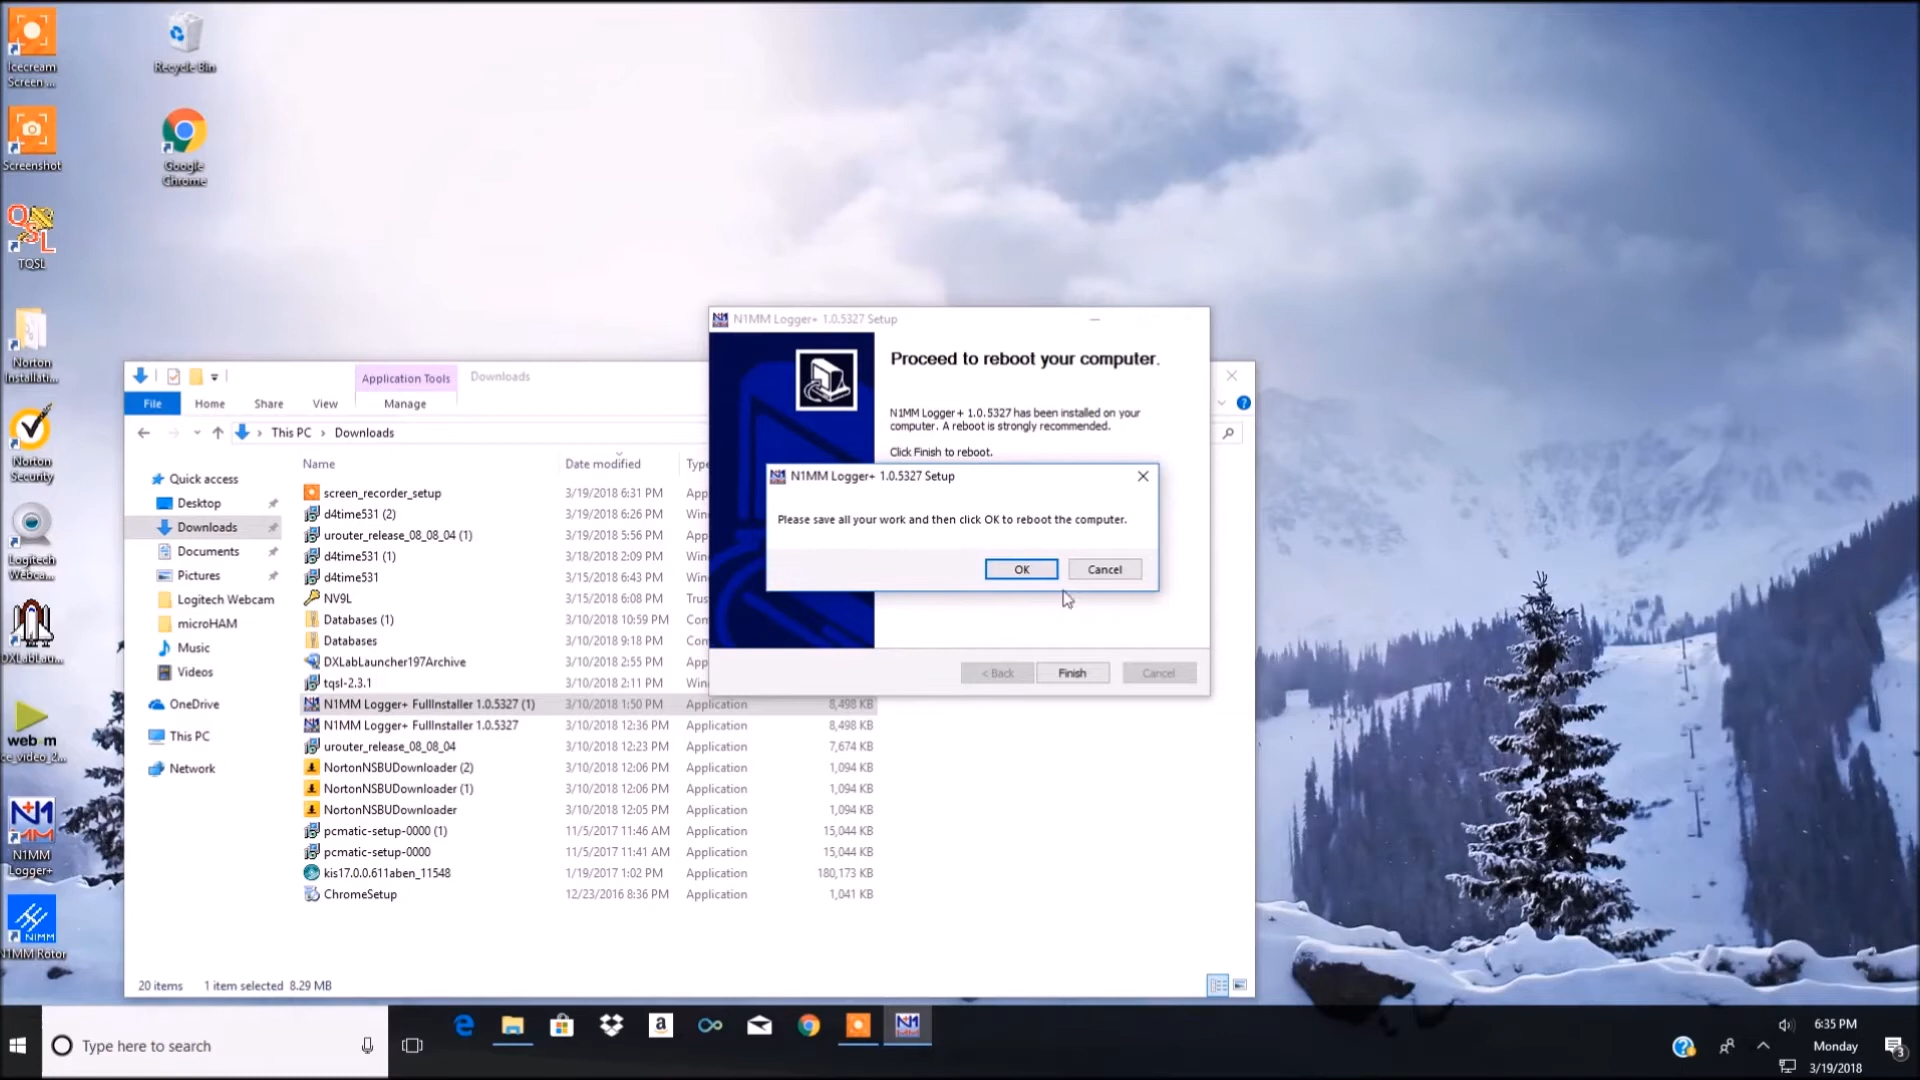 Icecream
Screen ...
Recycle Bin
Screenshot
Google
Chrome
QSL
TQSL
Norton
Installati...
Norton
Security
Logitech
Webca...
DXLabLau...
web m
ce_video_2...
N1MM
Logger+
N1MM Rotor
Application Tools
Downloads
File
Home
Share
View
Manage
This PC
Downloads
Name
Date modified
Type
Quick access
Desktop
Downloads
Documents
Pictures
Logitech Webcam
microHAM
Music
Videos
OneDrive
This PC
Network
screen_recorder_setup 3/19/2018 6:31 PM App
d4time531 (2) 3/19/2018 6:26 PM Win
urouter_release_08_08_04 (1) 3/19/2018 5:56 PM App
d4time531 (1) 3/18/2018 2:09 PM Win
d4time531 3/15/2018 6:43 PM Win
NV9L 3/15/2018 6:08 PM Trus
Databases (1) 3/10/2018 10:59 PM Con
Databases 3/10/2018 9:18 PM Con
DXLabLauncher197Archive 3/10/2018 2:55 PM App
tqsl-2.3.1 3/10/2018 2:11 PM Win
N1MM Logger+ FullInstaller 1.0.5327 (1) 3/10/2018 1:50 PM Application 8,498 KB
N1MM Logger+ FullInstaller 1.0.5327 3/10/2018 12:36 PM Application 8,498 KB
urouter_release_08_08_04 3/10/2018 12:23 PM Application 7,674 KB
NortonNSBUDownloader (2) 3/10/2018 12:06 PM Application 1,094 KB
NortonNSBUDownloader (1) 3/10/2018 12:06 PM Application 1,094 KB
NortonNSBUDownloader 3/10/2018 12:05 PM Application 1,094 KB
pcmatic-setup-0000 (1) 11/5/2017 11:46 AM Application 15,044 KB
pcmatic-setup-0000 11/5/2017 11:41 AM Application 15,044 KB
kis17.0.0.611aben_11548 1/19/2017 1:02 PM Application 180,173 KB
ChromeSetup 12/23/2016 8:36 PM Application 1,041 KB
20 items 1 item selected 8.29 MB
N1MM Logger+ 1.0.5327 Setup
Proceed to reboot your computer.
N1MM Logger+ 1.0.5327 has been installed on your
computer. A reboot is strongly recommended.
Click Finish to reboot.
N1MM Logger+ 1.0.5327 Setup
Please save all your work and then click OK to reboot the computer.
OK
Cancel
< Back
Finish
Cancel
Type here to search
6:35 PM
Monday
3/19/2018
3